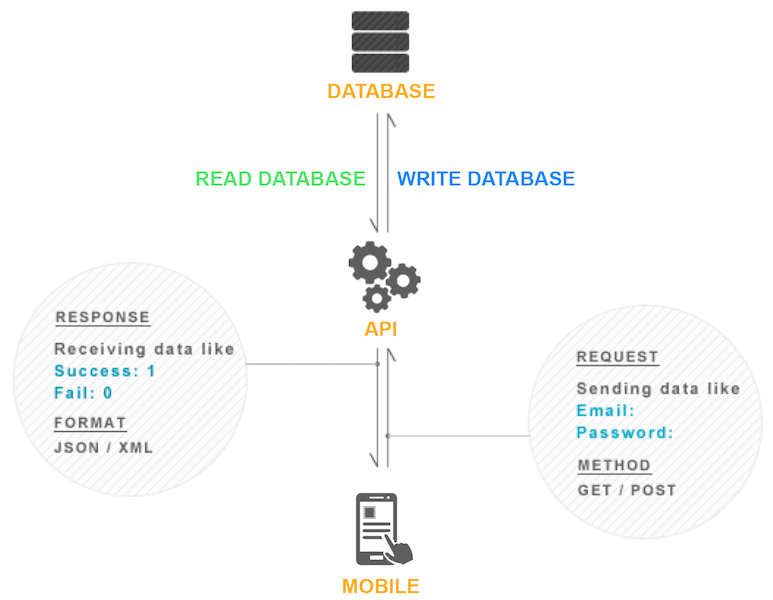 DATABASE
READ DATABASE
WRITE DATABASE
API
RESPONSE
Receiving data like
Success: 1
Fail: 0
FORMAT
JSON / XML
REQUEST
Sending data like
Email:
Password:
METHOD
GET / POST
MOBILE